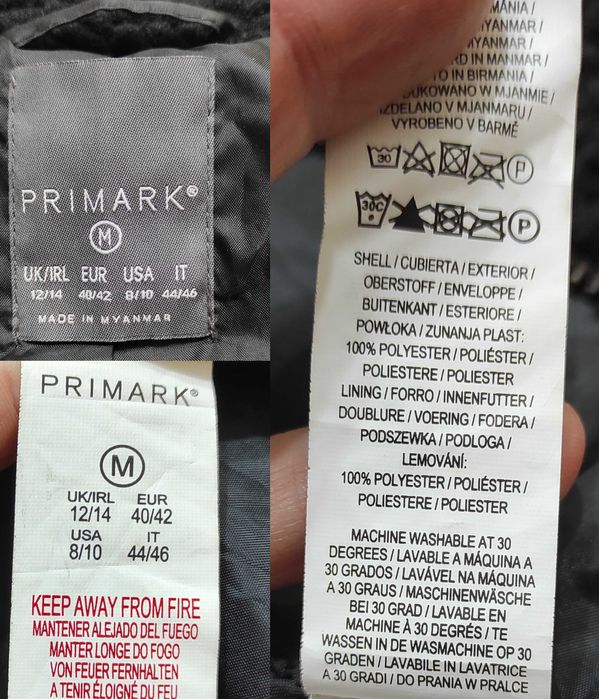 PRIMARK®
M
UK/IRL EUR USA IT
12/14 40/42 8/10 44/46
MADE IN MYANMAR
PRIMARK®
M
UK/IRL EUR
12/14 40/42
USA IT
8/10 44/46
KEEP AWAY FROM FIRE
MANTENER ALEJADO DEL FUEGO
MANTER LONGE DO FOGO
VON FEUER FERNHALTEN
A TENIR ÉLOIGNÉ DU FEU
MYANMAR /
IN MANMAR /
IN BIRMANIA /
W MJANMIE /
IZDELANO V MJANMARU /
VYROBENO V BARMĚ
30 P
30C P
SHELL / CUBIERTA / EXTERIOR /
OBERSTOFF / ENVELOPPE /
BUITENKANT / ESTERIORE /
POWŁOKA / ZUNANJA PLAST:
100% POLYESTER / POLIÉSTER /
POLIESTERE / POLIESTER
LINING / FORRO / INNENFUTTER /
DOUBLURE / VOERING / FODERA /
PODSZEWKA / PODLOGA /
LEMOVÁNÍ:
100% POLYESTER / POLIÉSTER /
POLIESTERE / POLIESTER
MACHINE WASHABLE AT 30
DEGREES / LAVABLE A MÁQUINA A
30 GRADOS / LAVÁVEL NA MÁQUINA
A 30 GRAUS / MASCHINENWÄSCHE
BEI 30 GRAD / LAVABLE EN
MACHINE À 30 DEGRÉS / TE
WASSEN IN DE WASMACHINE OP 30
GRADEN / LAVABILE IN LAVATRICE
A 30 GRADI / DO PRANIA W PRALCE